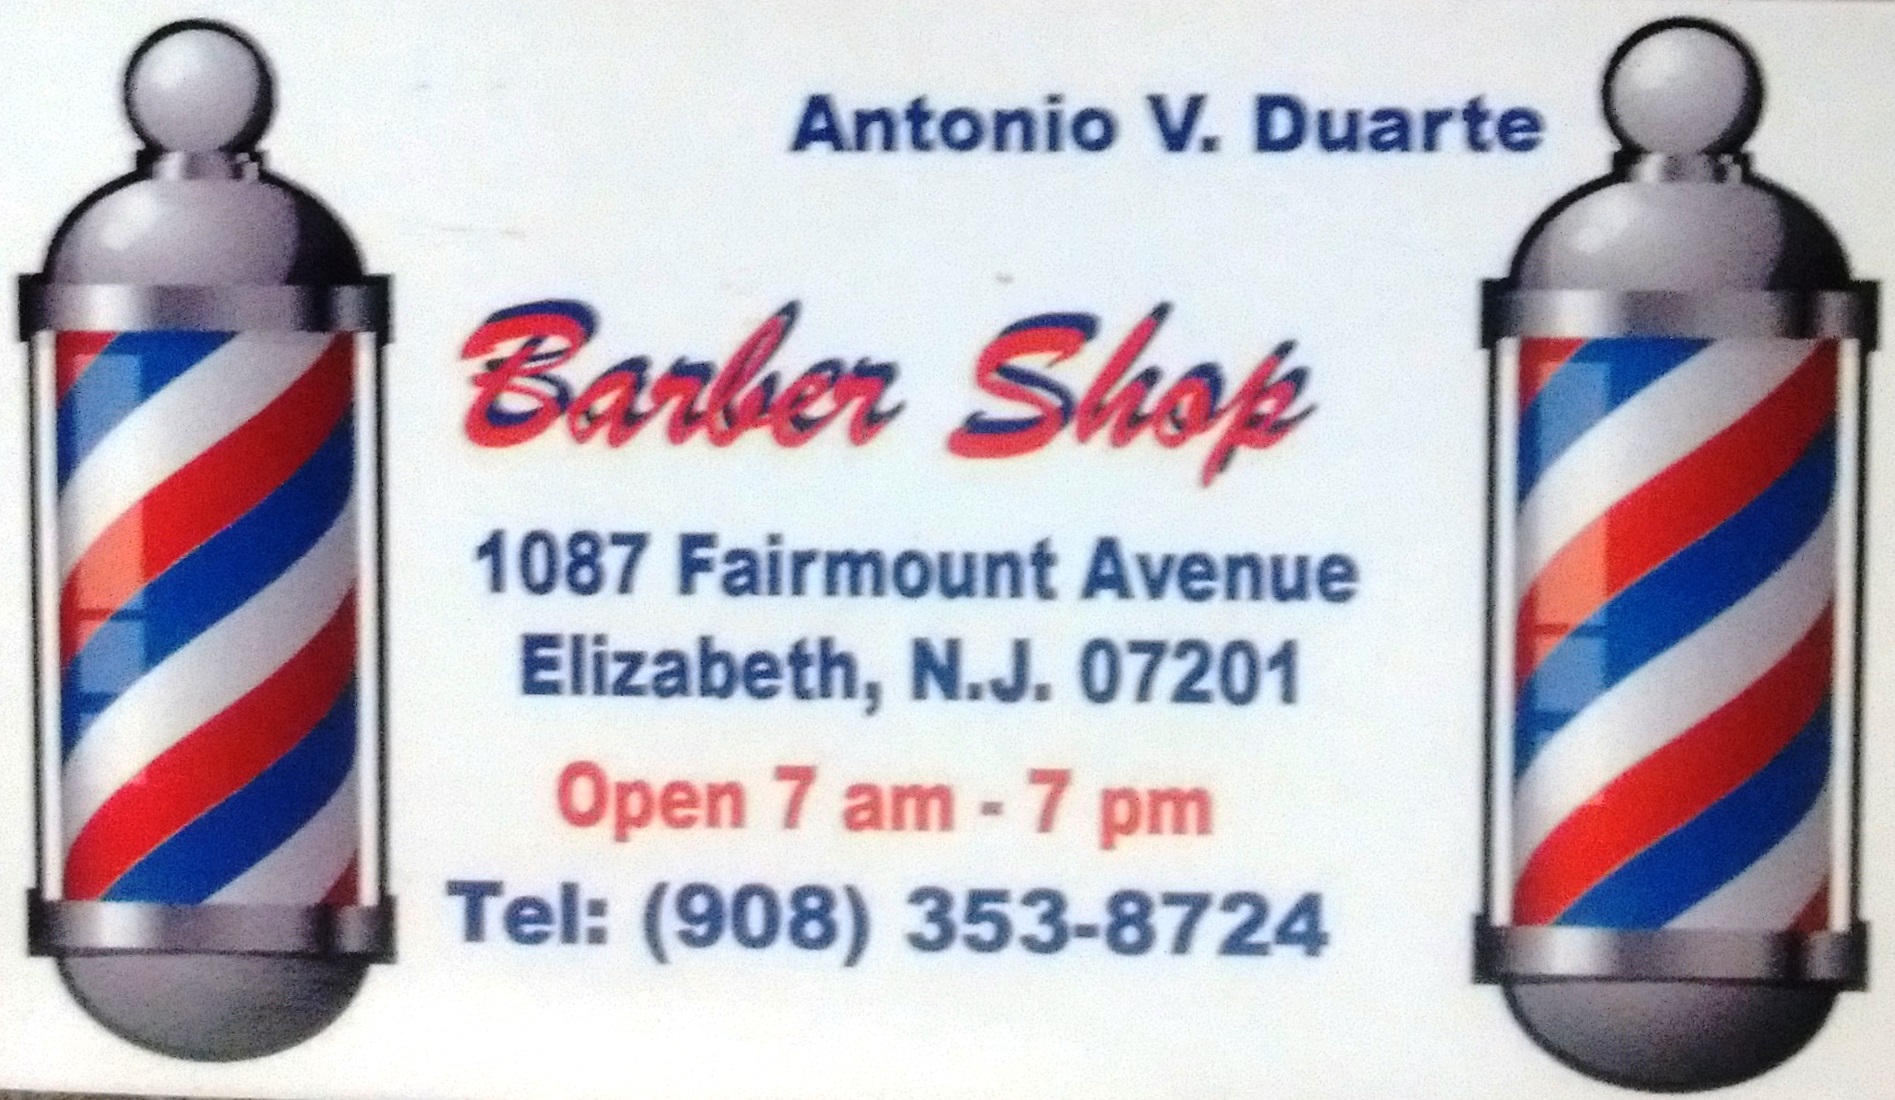 Antonio V. Duarte
Barber Shop
1087 Fairmount Avenue
Elizabeth, N.J. 07201
Open 7 am - 7 pm
Tel: (908) 353-8724